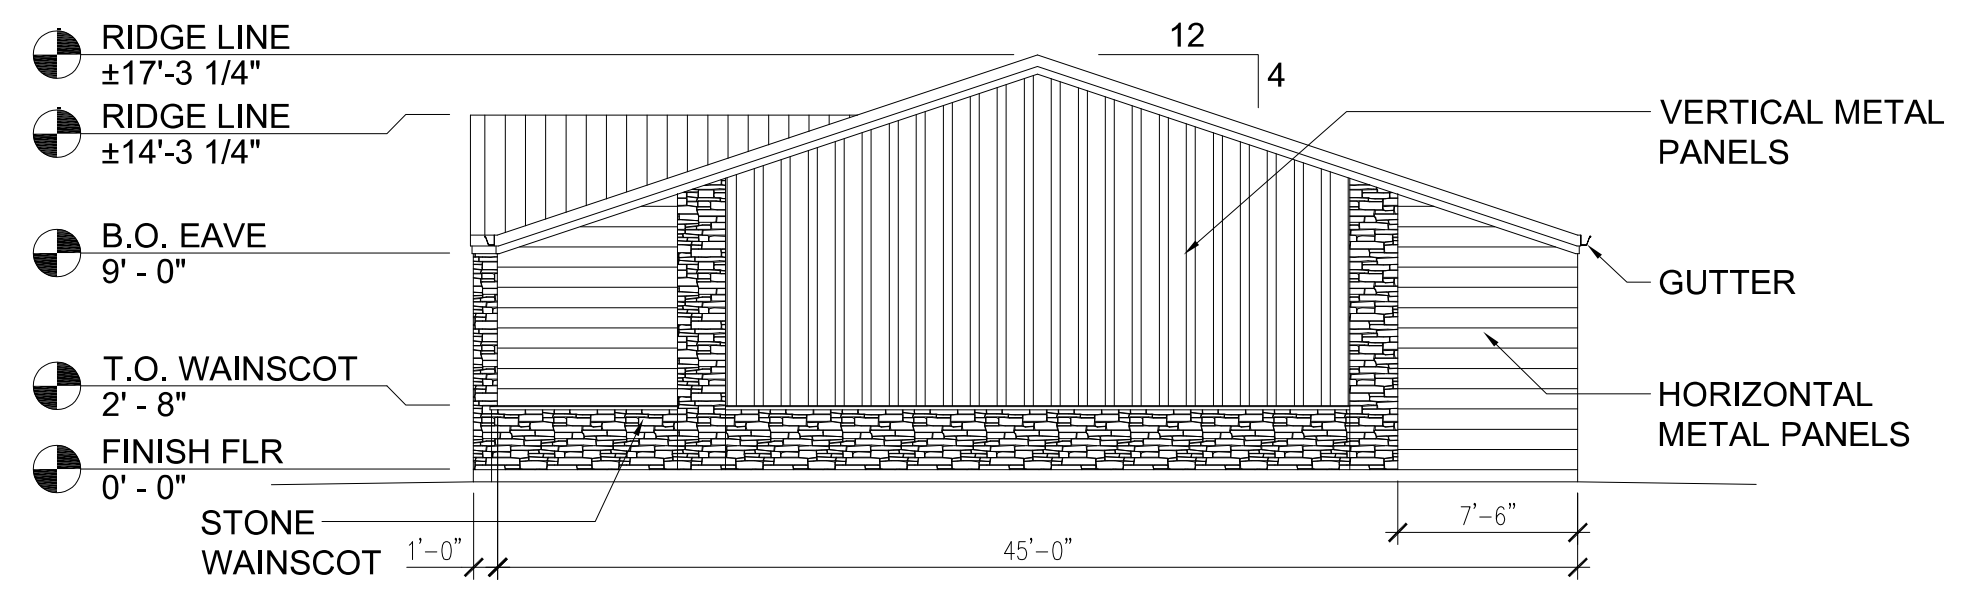 RIDGE LINE
±17'-3 1/4"
RIDGE LINE
±14'-3 1/4"
B.O. EAVE
9' - 0"
T.O. WAINSCOT
2' - 8"
FINISH FLR
0' - 0"
STONE
WAINSCOT
12
4
VERTICAL METAL
PANELS
GUTTER
HORIZONTAL
METAL PANELS
1’-0”
45’-0”
7’-6”